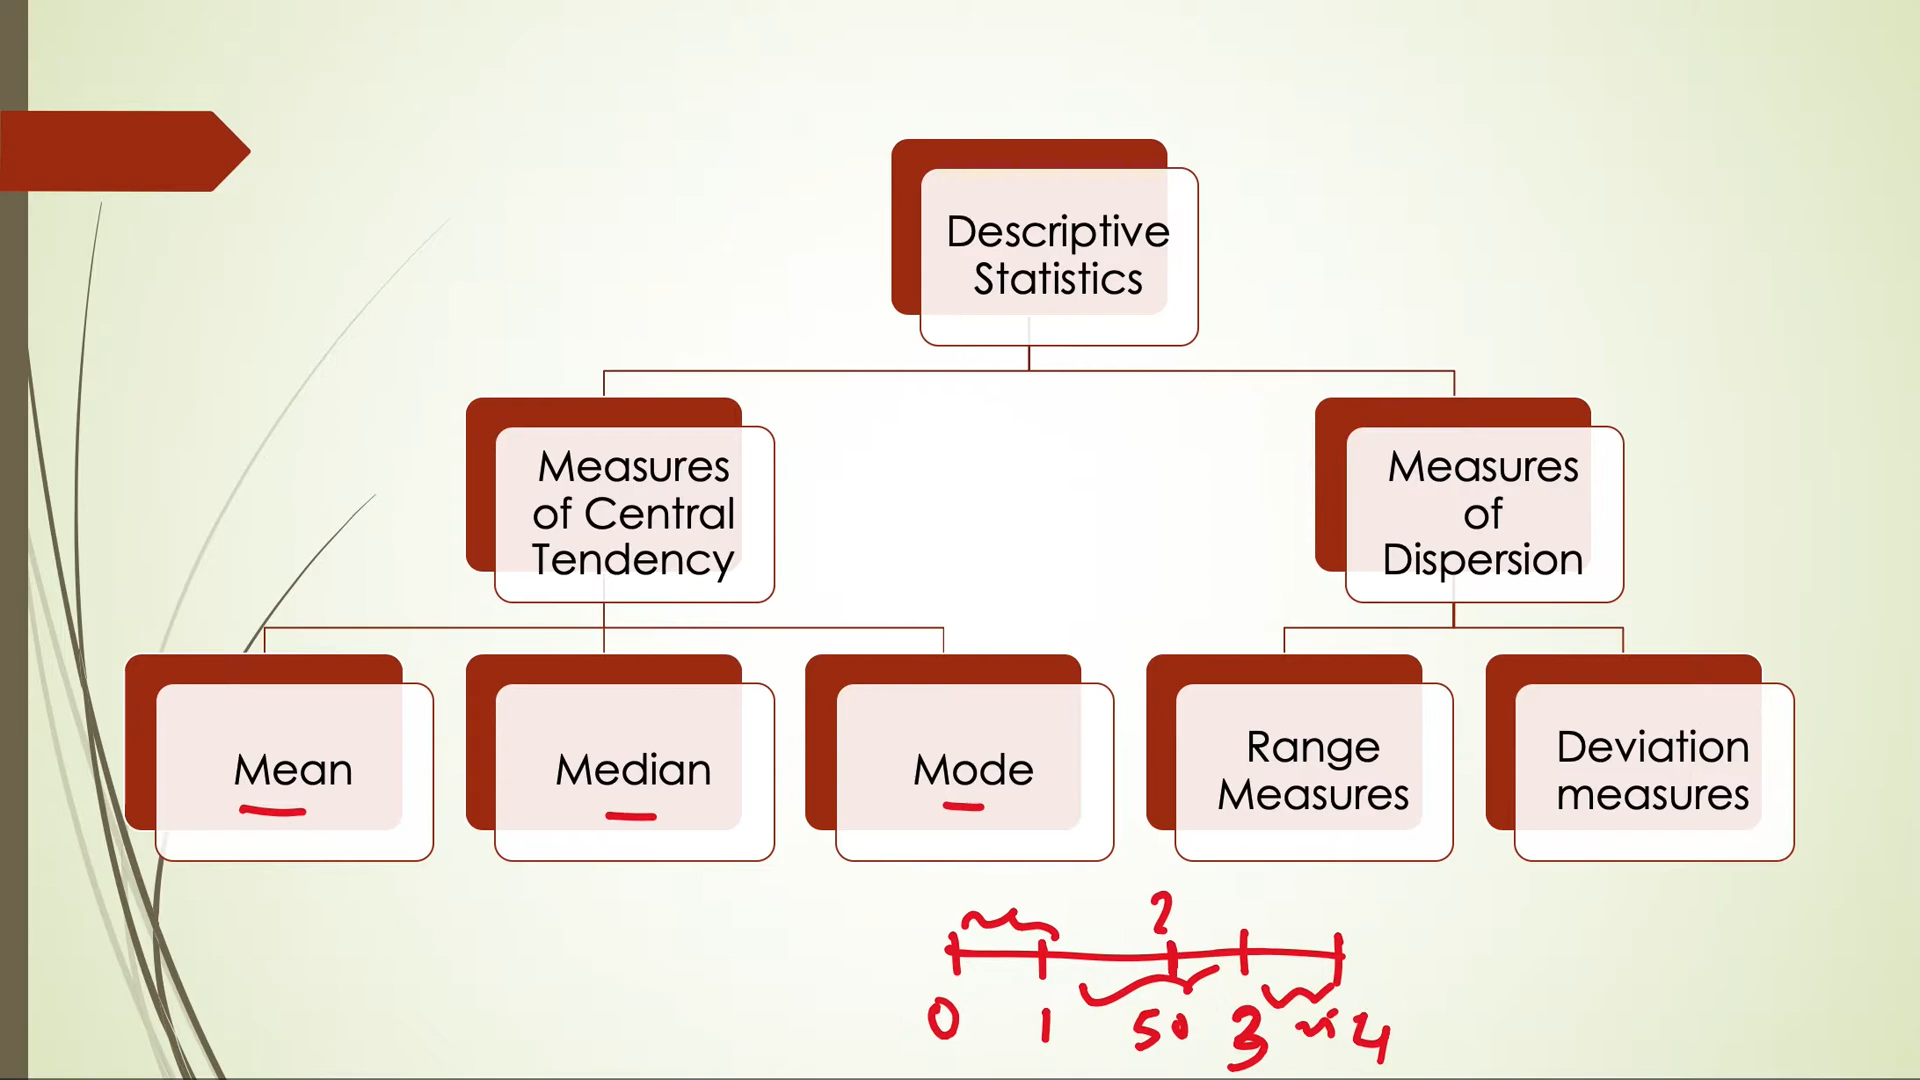 Descriptive
Statistics
Measures
of Central
Tendency
Measures
of
Dispersion
Mean
Median
Mode
Range
Measures
Deviation
measures
2
0 1 50 3 4